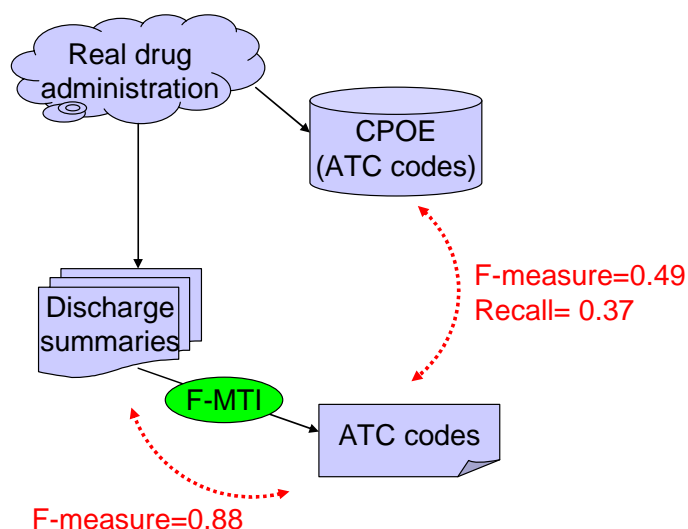 Real drug
administration
CPOE
(ATC codes)
F-measure=0.49
Recall= 0.37
Discharge
summaries
F-MTI
ATC codes
F-measure=0.88